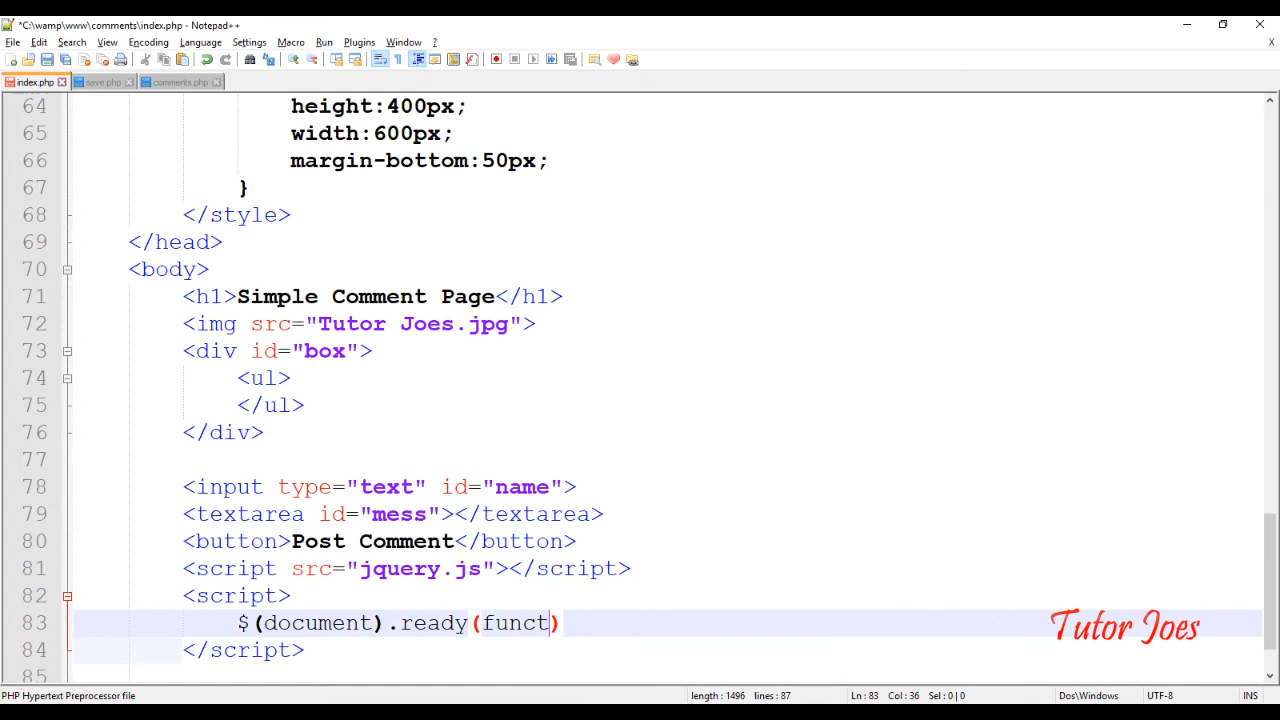 *C:\wamp\www\comments\index.php - Notepad++
File Edit Search View Encoding Language Settings Macro Run Plugins Window ? X
index.php save.php comments.php
64 height:400px;
65 width:600px;
66 margin-bottom:50px;
67 }
68 </style>
69 </head>
70 <body>
71 <h1>Simple Comment Page</h1>
72 <img src="Tutor Joes.jpg">
73 <div id="box">
74 <ul>
75 </ul>
76 </div>
77
78 <input type="text" id="name">
79 <textarea id="mess"></textarea>
80 <button>Post Comment</button>
81 <script src="jquery.js"></script>
82 <script>
83 $(document).ready(funct)
84 </script>
85
Tutor Joes
PHP Hypertext Preprocessor file length : 1496 lines : 87 Ln : 83 Col : 36 Sel : 0 | 0 Dos\Windows UTF-8 INS